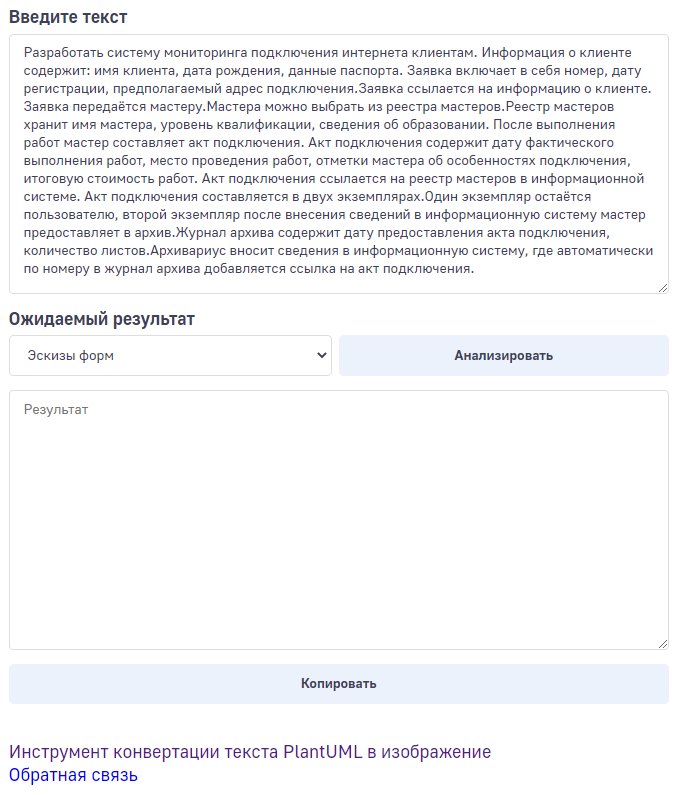 Введите текст
Разработать систему мониторинга подключения интернета клиентам. Информация о клиенте
содержит: имя клиента, дата рождения, данные паспорта. Заявка включает в себя номер, дату
регистрации, предполагаемый адрес подключения.Заявка ссылается на информацию о клиенте.
Заявка передаётся мастеру.Мастера можно выбрать из реестра мастеров.Реестр мастеров
хранит имя мастера, уровень квалификации, сведения об образовании. После выполнения
работ мастер составляет акт подключения. Акт подключения содержит дату фактического
выполнения работ, место проведения работ, отметки мастера об особенностях подключения,
итоговую стоимость работ. Акт подключения ссылается на реестр мастеров в информационной
системе. Акт подключения составляется в двух экземплярах.Один экземпляр остаётся
пользователю, второй экземпляр после внесения сведений в информационную систему мастер
предоставляет в архив.Журнал архива содержит дату предоставления акта подключения,
количество листов.Архивариус вносит сведения в информационную систему, где автоматически
по номеру в журнал архива добавляется ссылка на акт подключения.
Ожидаемый результат
Эскизы форм
Анализировать
Результат
Копировать
Инструмент конвертации текста PlantUML в изображение
Обратная связь